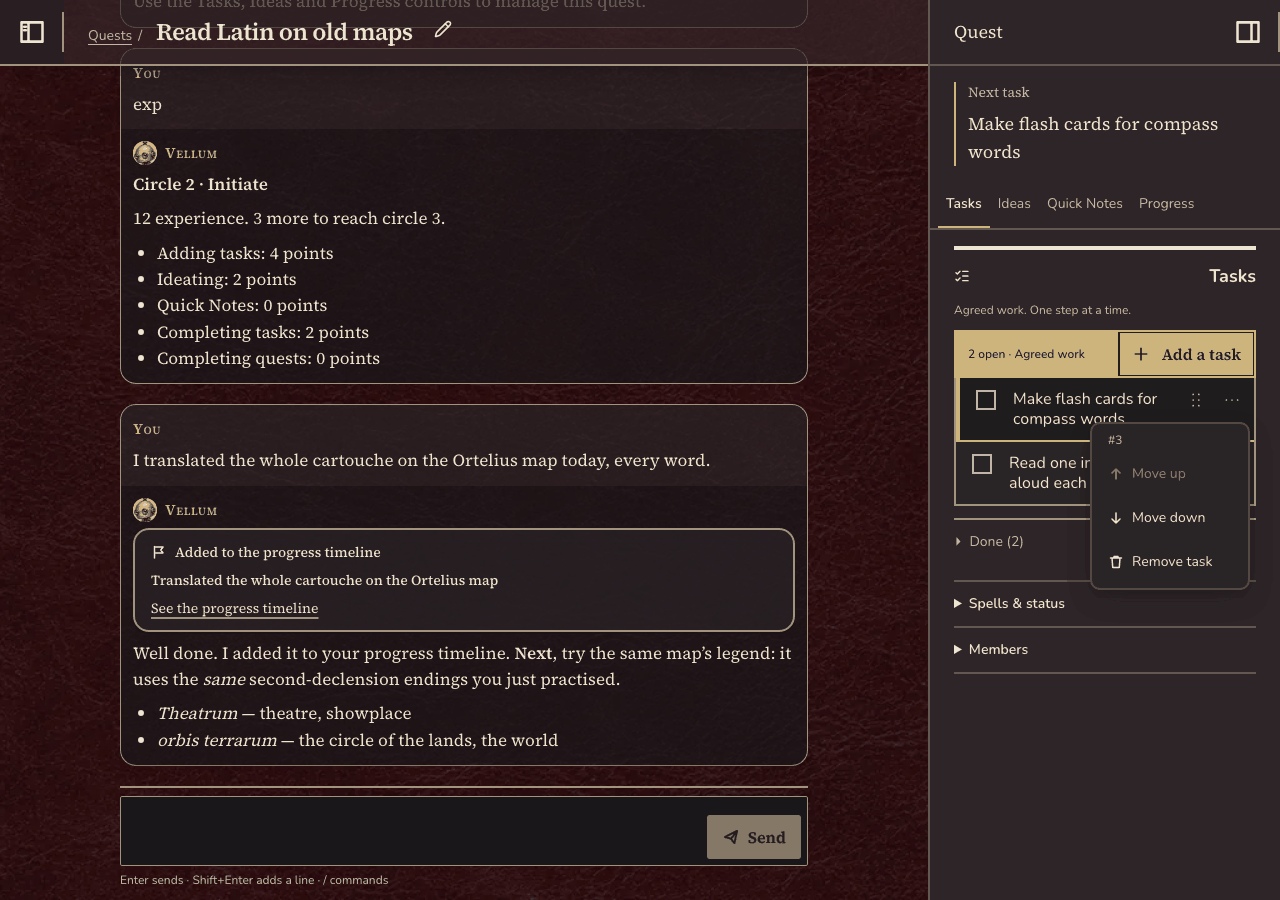 Use the Tasks, Ideas and Progress controls to manage this quest.
Quests / Read Latin on old maps
You
exp
Vellum
Circle 2 · Initiate
12 experience. 3 more to reach circle 3.
Adding tasks: 4 points
Ideating: 2 points
Quick Notes: 0 points
Completing tasks: 2 points
Completing quests: 0 points
You
I translated the whole cartouche on the Ortelius map today, every word.
Vellum
Added to the progress timeline
Translated the whole cartouche on the Ortelius map
See the progress timeline
Well done. I added it to your progress timeline. Next, try the same map’s legend: it
uses the same second-declension endings you just practised.
Theatrum — theatre, showplace
orbis terrarum — the circle of the lands, the world
Send
Enter sends · Shift+Enter adds a line · / commands
Quest
Next task
Make flash cards for compass
words
Tasks Ideas Quick Notes Progress
Tasks
Agreed work. One step at a time.
2 open · Agreed work
Add a task
Make flash cards for
compass words
Read one
aloud each
#3
Move up
Move down
Remove task
Done (2)
Spells & status
Members